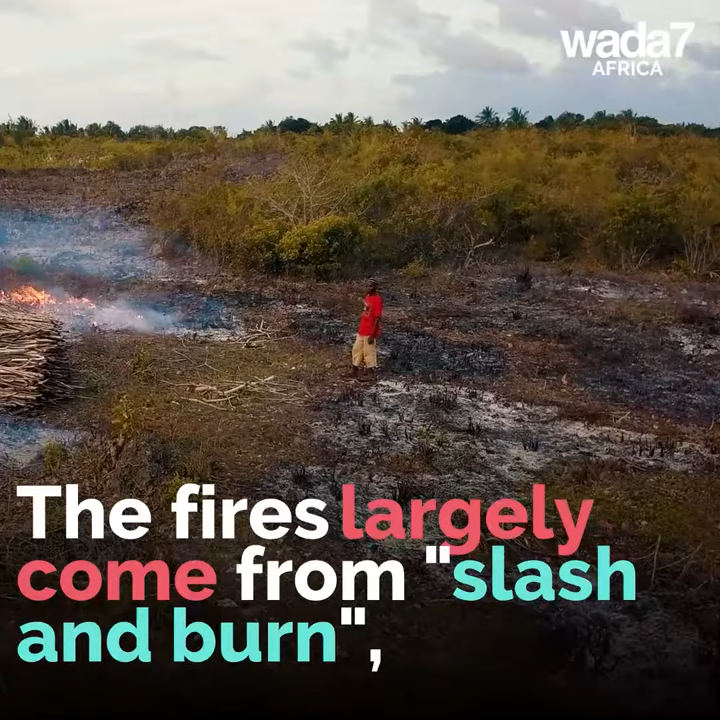 wada7
AFRICA
The fires largely
come from "slash
and burn",